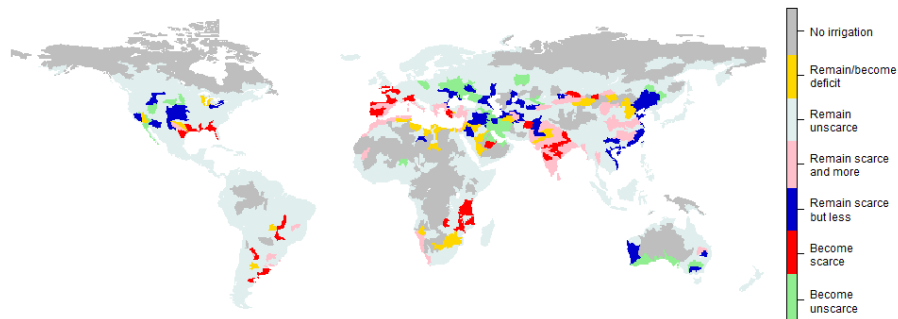 No irrigation
Remain/become
deficit
Remain
unscarce
Remain scarce
and more
Remain scarce
but less
Become
scarce
Become
unscarce